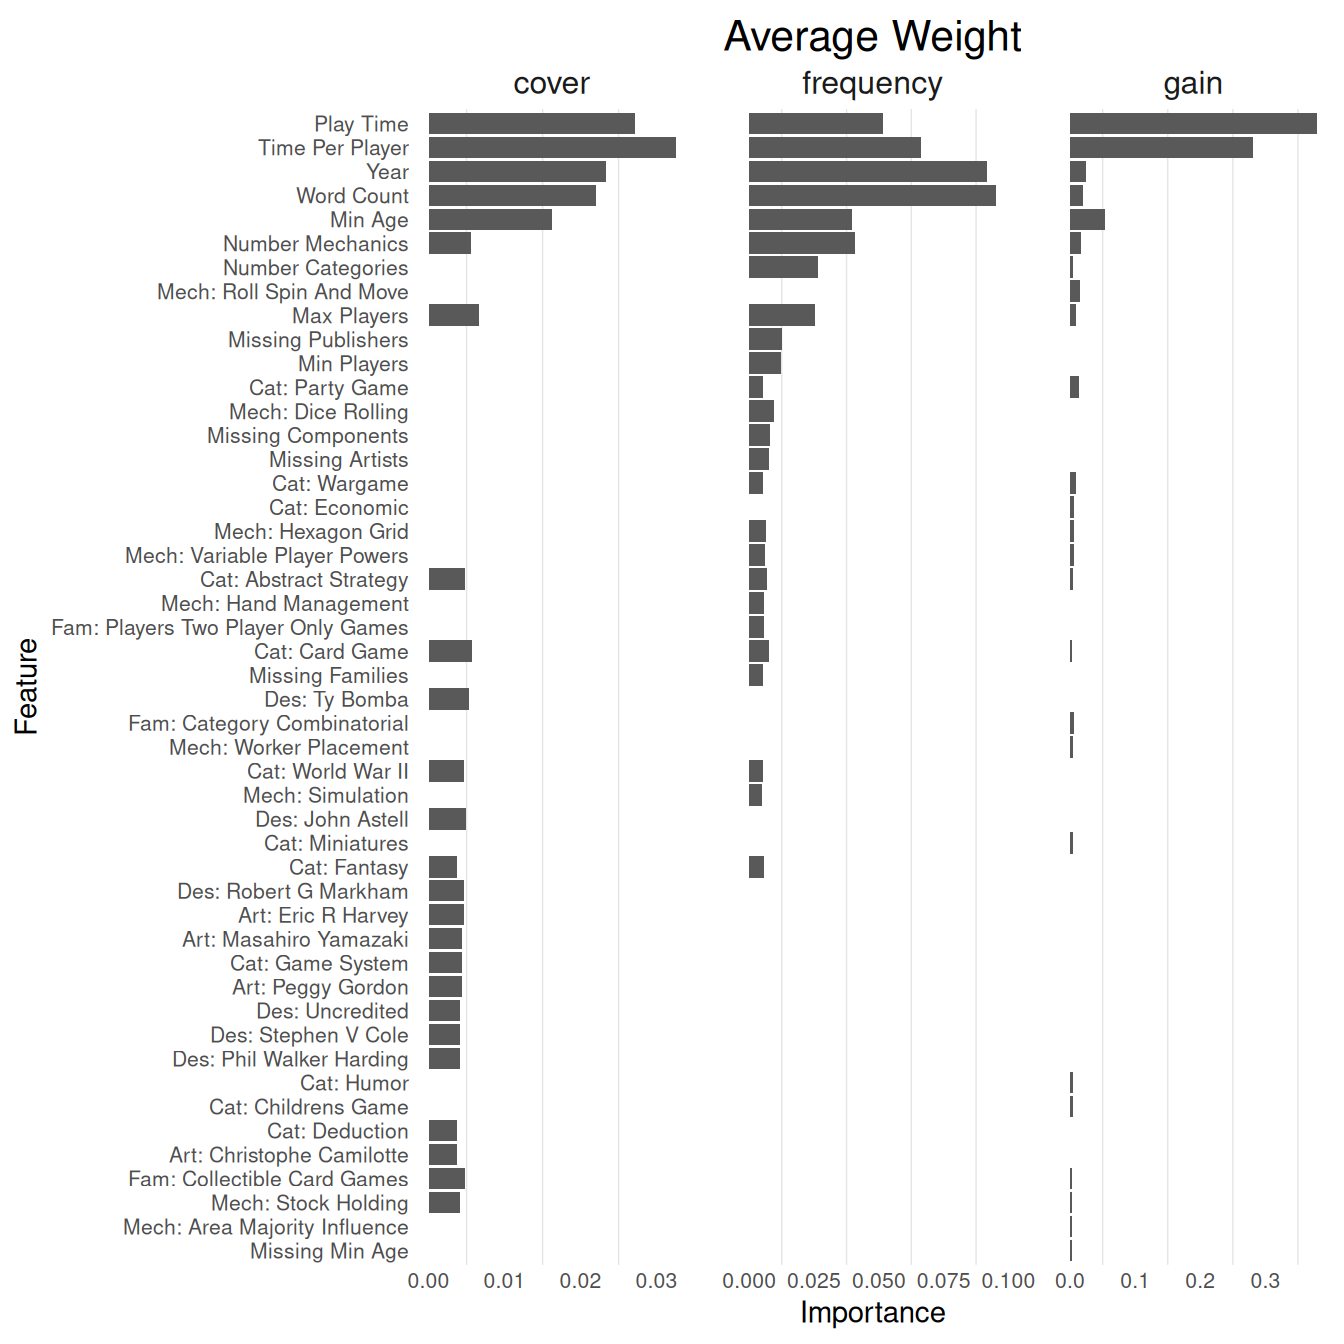 Average Weight
cover frequency gain
Play Time
Time Per Player
Year
Word Count
Min Age
Number Mechanics
Number Categories
Mech: Roll Spin And Move
Max Players
Missing Publishers
Min Players
Cat: Party Game
Mech: Dice Rolling
Missing Components
Missing Artists
Cat: Wargame
Cat: Economic
Mech: Hexagon Grid
Mech: Variable Player Powers
Cat: Abstract Strategy
Mech: Hand Management
Fam: Players Two Player Only Games
Cat: Card Game
Missing Families
Des: Ty Bomba
Fam: Category Combinatorial
Mech: Worker Placement
Cat: World War II
Mech: Simulation
Des: John Astell
Cat: Miniatures
Cat: Fantasy
Des: Robert G Markham
Art: Eric R Harvey
Art: Masahiro Yamazaki
Cat: Game System
Art: Peggy Gordon
Des: Uncredited
Des: Stephen V Cole
Des: Phil Walker Harding
Cat: Humor
Cat: Childrens Game
Cat: Deduction
Art: Christophe Camilotte
Fam: Collectible Card Games
Mech: Stock Holding
Mech: Area Majority Influence
Missing Min Age
Feature
0.00 0.01 0.02 0.03 0.000 0.025 0.050 0.075 0.100 0.0 0.1 0.2 0.3
Importance